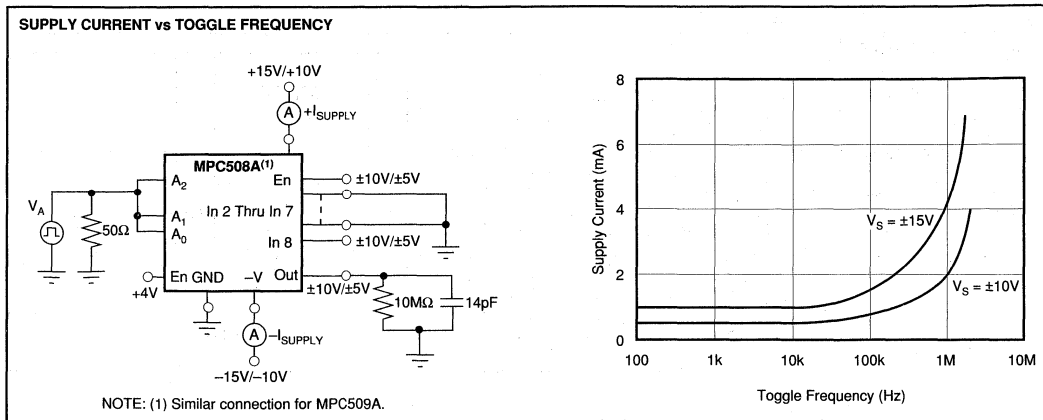 SUPPLY CURRENT vs TOGGLE FREQUENCY
+15V/+10V
A
+I_SUPPLY
MPC508A(1)
A2
En
±10V/±5V
VA
A1
In 2 Thru In 7
50Ω
A0
In 8
±10V/±5V
En GND
–V
Out
+4V
±10V/±5V
10MΩ
14pF
A
–I_SUPPLY
–15V/–10V
NOTE: (1) Similar connection for MPC509A.
8
6
4
2
0
Supply Current (mA)
VS = ±15V
VS = ±10V
100
1k
10k
100k
1M
10M
Toggle Frequency (Hz)